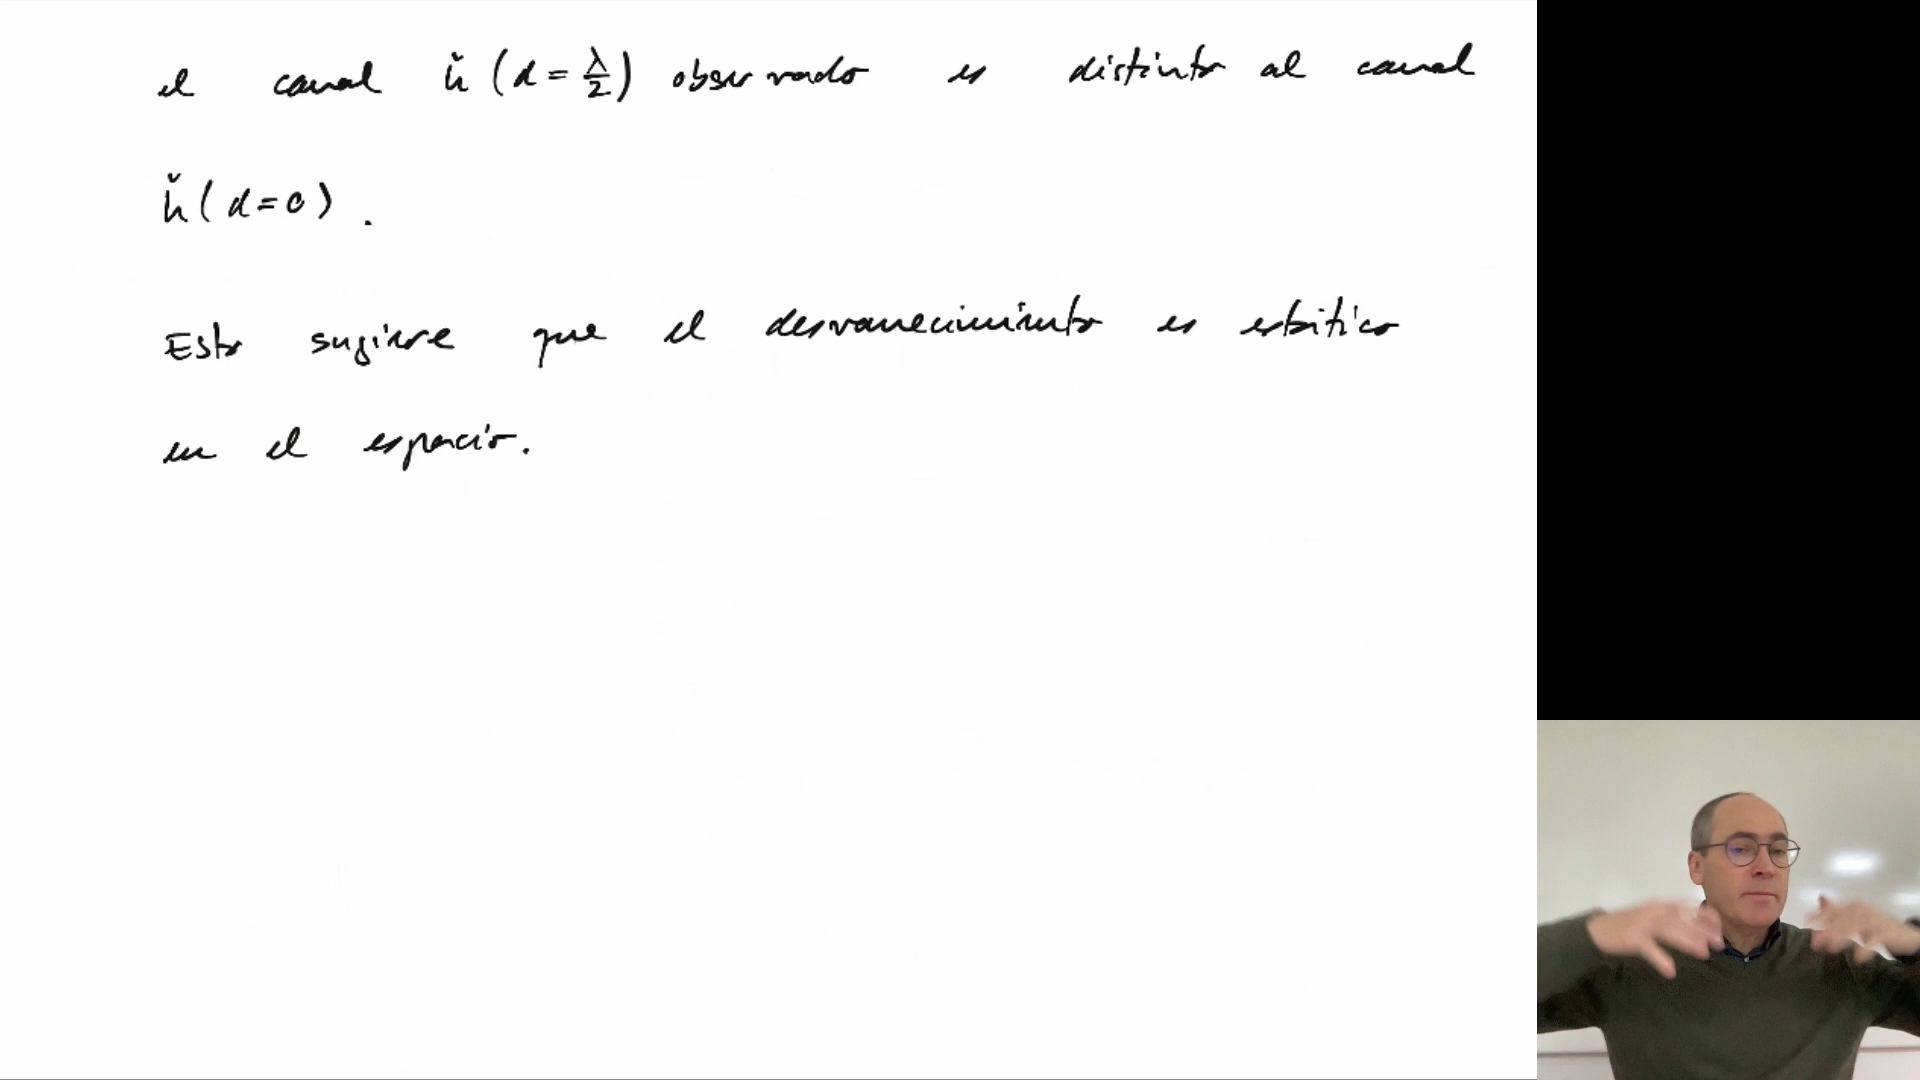 el canal ȟ (d = λ/2) observado es distinto al canal
ȟ (d = 0) .
Esto sugiere que el desvanecimiento es estático
en el espacio.